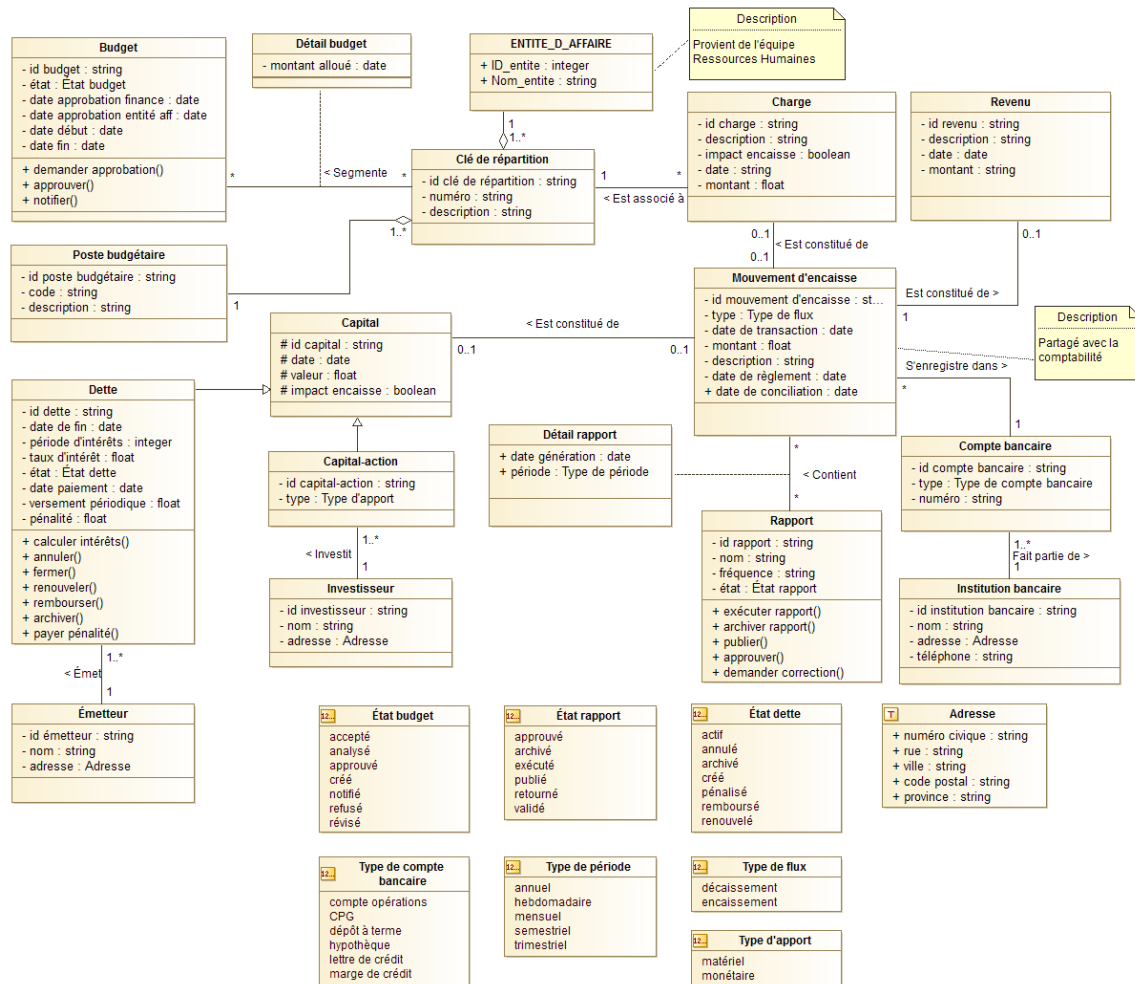 Budget
- id budget : string
- état : État budget
- date approbation finance : date
- date approbation entité aff : date
- date début : date
- date fin : date
+ demander approbation()
+ approuver()
+ notifier()
Détail budget
- montant alloué : date
ENTITE_D_AFFAIRE
+ ID_entite : integer
+ Nom_entite : string
Description
Provient de l'équipe
Ressources Humaines
Charge
- id charge : string
- description : string
- impact encaisse : boolean
- date : string
- montant : float
Revenu
- id revenu : string
- description : string
- date : date
- montant : string
1
1..*
Clé de répartition
- id clé de répartition : string
- numéro : string
- description : string
*
< Segmente
*
1
*
< Est associé à
1..*
Poste budgétaire
- id poste budgétaire : string
- code : string
- description : string
1
0..1
< Est constitué de
0..1
0..1
Est constitué de >
1
Mouvement d'encaisse
- id mouvement d'encaisse : st...
- type : Type de flux
- date de transaction : date
- montant : float
- description : string
- date de règlement : date
+ date de conciliation : date
Description
Partagé avec la
comptabilité
Capital
# id capital : string
# date : date
# valeur : float
# impact encaisse : boolean
< Est constitué de
0..1
0..1
S'enregistre dans >
*
1
Dette
- id dette : string
- date de fin : date
- période d'intérêts : integer
- taux d'intérêt : float
- état : État dette
- date paiement : date
- versement périodique : float
- pénalité : float
+ calculer intérêts()
+ annuler()
+ fermer()
+ renouveler()
+ rembourser()
+ archiver()
+ payer pénalité()
Capital-action
- id capital-action : string
- type : Type d'apport
Détail rapport
+ date génération : date
+ période : Type de période
*
< Contient
*
Compte bancaire
- id compte bancaire : string
- type : Type de compte bancaire
- numéro : string
1..*
< Investit
1
Investisseur
- id investisseur : string
- nom : string
- adresse : Adresse
Rapport
- id rapport : string
- nom : string
- fréquence : string
- état : État rapport
+ exécuter rapport()
+ archiver rapport()
+ publier()
+ approuver()
+ demander correction()
1..*
Fait partie de >
1
Institution bancaire
- id institution bancaire : string
- nom : string
- adresse : Adresse
- téléphone : string
1..*
< Émet
1
Émetteur
- id émetteur : string
- nom : string
- adresse : Adresse
12...
État budget
accepté
analysé
approuvé
créé
notifié
refusé
révisé
12...
État rapport
approuvé
archivé
exécuté
publié
retourné
validé
12...
État dette
actif
annulé
archivé
créé
pénalisé
remboursé
renouvelé
T
Adresse
+ numéro civique : string
+ rue : string
+ ville : string
+ code postal : string
+ province : string
12...
Type de compte
bancaire
compte opérations
CPG
dépôt à terme
hypothèque
lettre de crédit
marge de crédit
12...
Type de période
annuel
hebdomadaire
mensuel
semestriel
trimestriel
12...
Type de flux
décaissement
encaissement
12...
Type d'apport
matériel
monétaire